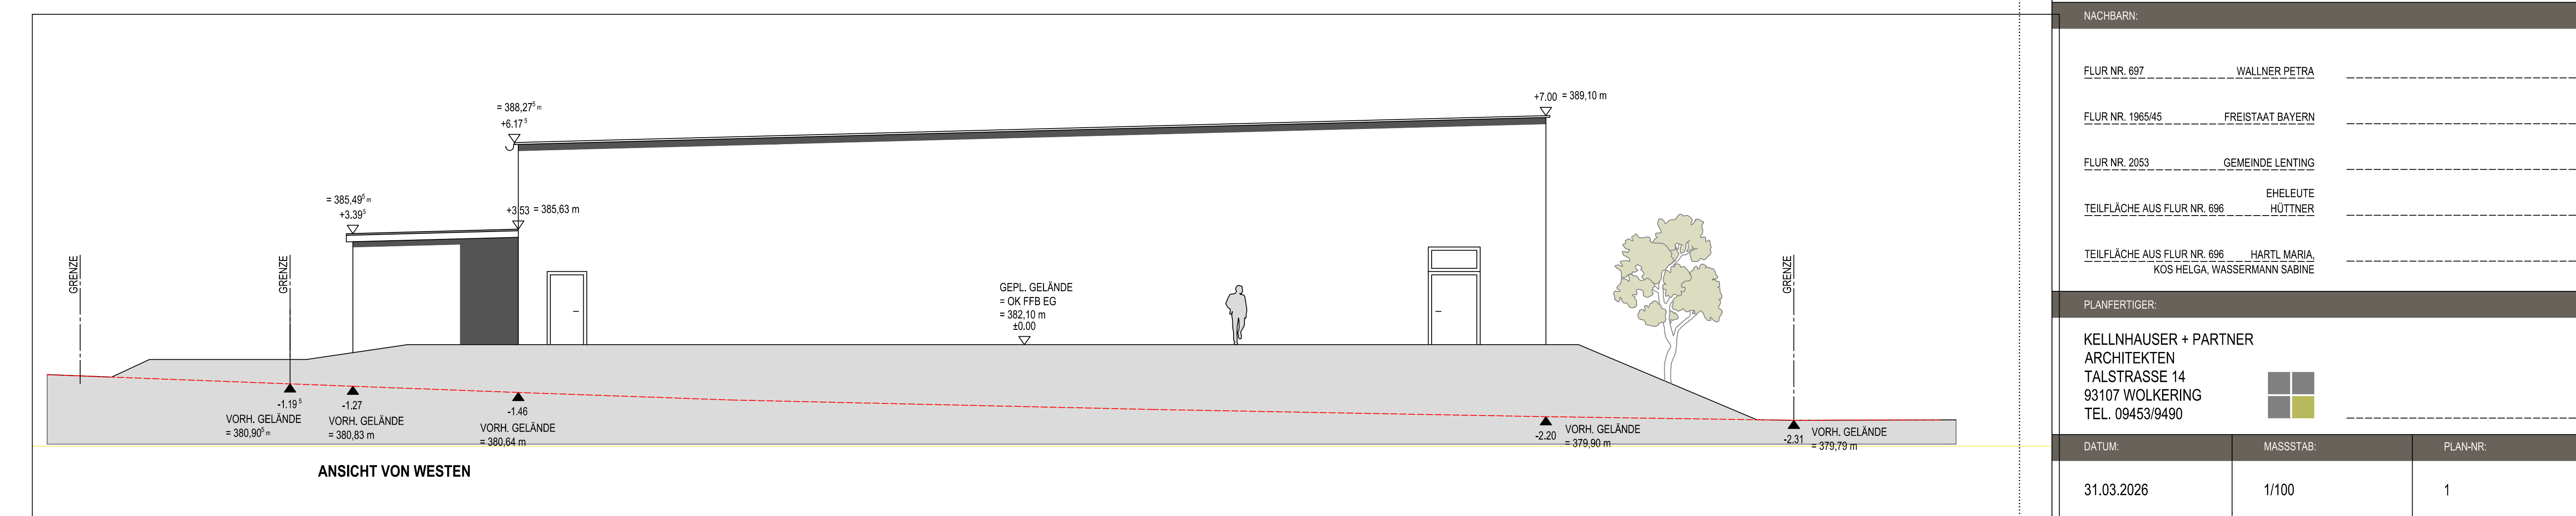 = 388,27⁵ m
+6.17⁵
+7.00 = 389,10 m
= 385,49⁵ m
+3.39⁵
+3.53 = 385,63 m
GRENZE
GRENZE
GRENZE
GEPL. GELÄNDE
= OK FFB EG
= 382,10 m
±0.00
-1.19⁵
VORH. GELÄNDE
= 380,90⁵ m
-1.27
VORH. GELÄNDE
= 380,83 m
-1.46
VORH. GELÄNDE
= 380,64 m
-2.20
VORH. GELÄNDE
= 379,90 m
-2.31
VORH. GELÄNDE
= 379,79 m
ANSICHT VON WESTEN
NACHBARN:
FLUR NR. 697 WALLNER PETRA
FLUR NR. 1965/45 FREISTAAT BAYERN
FLUR NR. 2053 GEMEINDE LENTING
EHELEUTE
TEILFLÄCHE AUS FLUR NR. 696 HÜTTNER
TEILFLÄCHE AUS FLUR NR. 696 HARTL MARIA,
KOS HELGA, WASSERMANN SABINE
PLANFERTIGER:
KELLNHAUSER + PARTNER
ARCHITEKTEN
TALSTRASSE 14
93107 WOLKERING
TEL. 09453/9490
DATUM: MASSSTAB: PLAN-NR:
31.03.2026 1/100 1